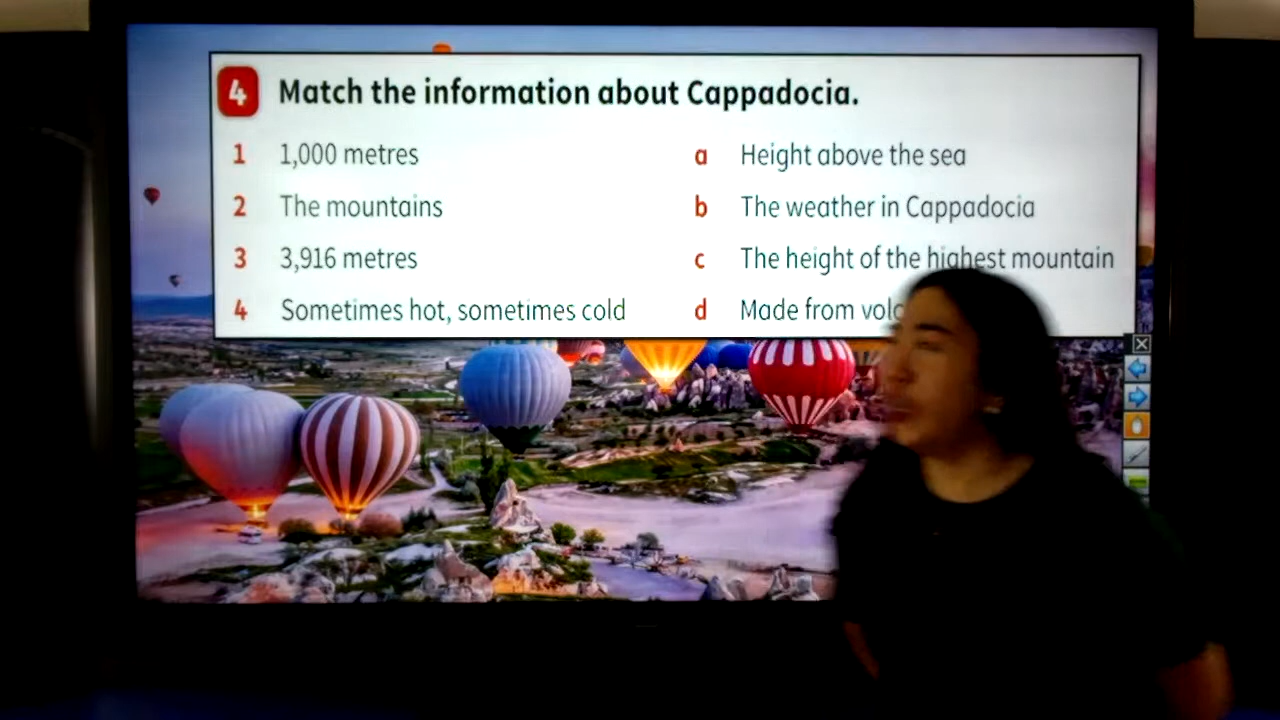 4 Match the information about Cappadocia.
1 1,000 metres a Height above the sea
2 The mountains b The weather in Cappadocia
3 3,916 metres c The height of the highest mountain
4 Sometimes hot, sometimes cold d Made from